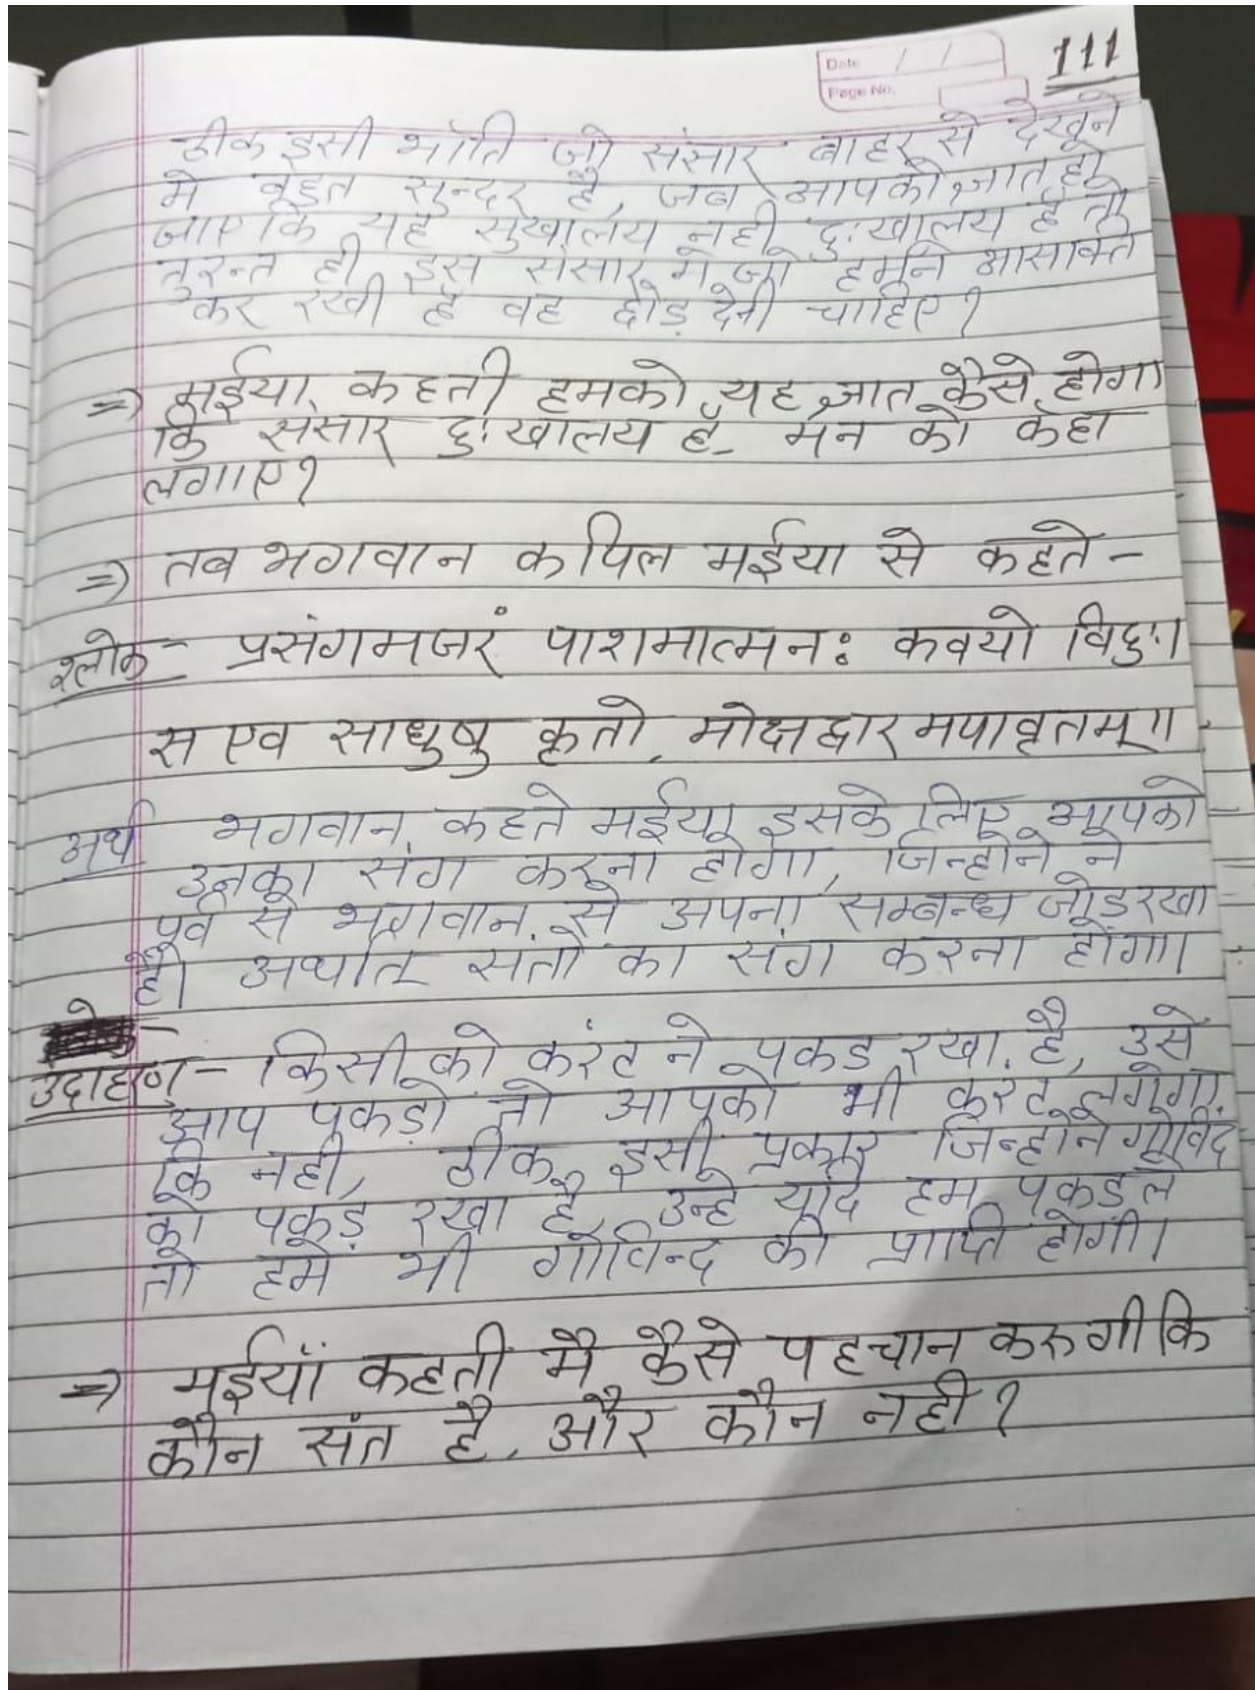 Date / /
Page No.
111
ठीक इसी भाँति जो संसार बाहर से देखने
मे बहुत सुन्दर है, जब आपको ज्ञात हो
जाए कि यह सुखालय नही दुःखालय है तो
तुरन्त ही इस संसार मे जो हमने आसक्ति
कर रखी है वह छोड़ देनी चाहिए?
=> मईया कहती हमको यह ज्ञात कैसे होगा
कि संसार दुःखालय है_ मन को कहा
लगाए?
=> तब भगवान कपिल मईया से कहते -
श्लोक - प्रसंगमजरं पाशमात्मनः कवयो विदुः।
स एव साधुषु कृतो, मोक्षद्वारमपावृतम्॥
अर्थ भगवान कहते मईया इसके लिए आपको
उनका संग करना होगा, जिन्होने ने
पूर्व से भगवान से अपना सम्बन्ध जोड़ रखा
है। अर्थात संतो का संग करना होगा।
उदाहण - किसी को करंट ने पकड रखा है, उसे
आप पकड़ो तो आपको भी करंट लगेगा
कि नही, ठीक इसी प्रकार जिन्होने गोविंद
को पकड़ रखा है, उन्हे यदि हम पकडले
तो हमे भी गोविन्द की प्राप्ति होगी।
=> मईयाँ कहती मै कैसे पहचान करुगी कि
कौन संत है, और कौन नही?